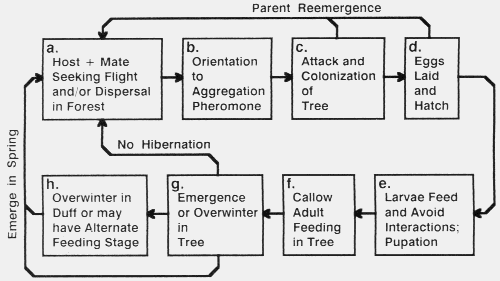 Parent Reemergence
a.
Host + Mate
Seeking Flight
and/or Dispersal
in Forest
b.
Orientation
to
Aggregation
Pheromone
c.
Attack and
Colonization
of
Tree
d.
Eggs
Laid
and
Hatch
No Hibernation
Emerge in Spring
h.
Overwinter in
Duff or may
have Alternate
Feeding Stage
g.
Emergence
or Overwinter
in
Tree
f.
Callow
Adult
Feeding
in Tree
e.
Larvae Feed
and Avoid
Interactions;
Pupation